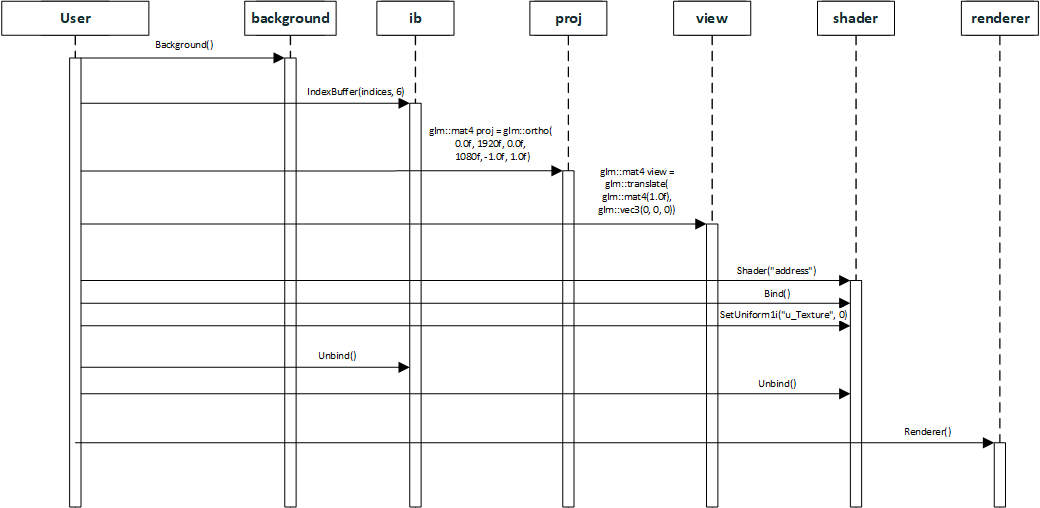 User
background
ib
proj
view
shader
renderer
Background()
IndexBuffer(indices, 6)
glm::mat4 proj = glm::ortho(
0.0f, 1920f, 0.0f,
1080f, -1.0f, 1.0f)
glm::mat4 view =
glm::translate(
glm::mat4(1.0f),
glm::vec3(0, 0, 0))
Shader("address")
Bind()
SetUniform1i("u_Texture", 0)
Unbind()
Unbind()
Renderer()